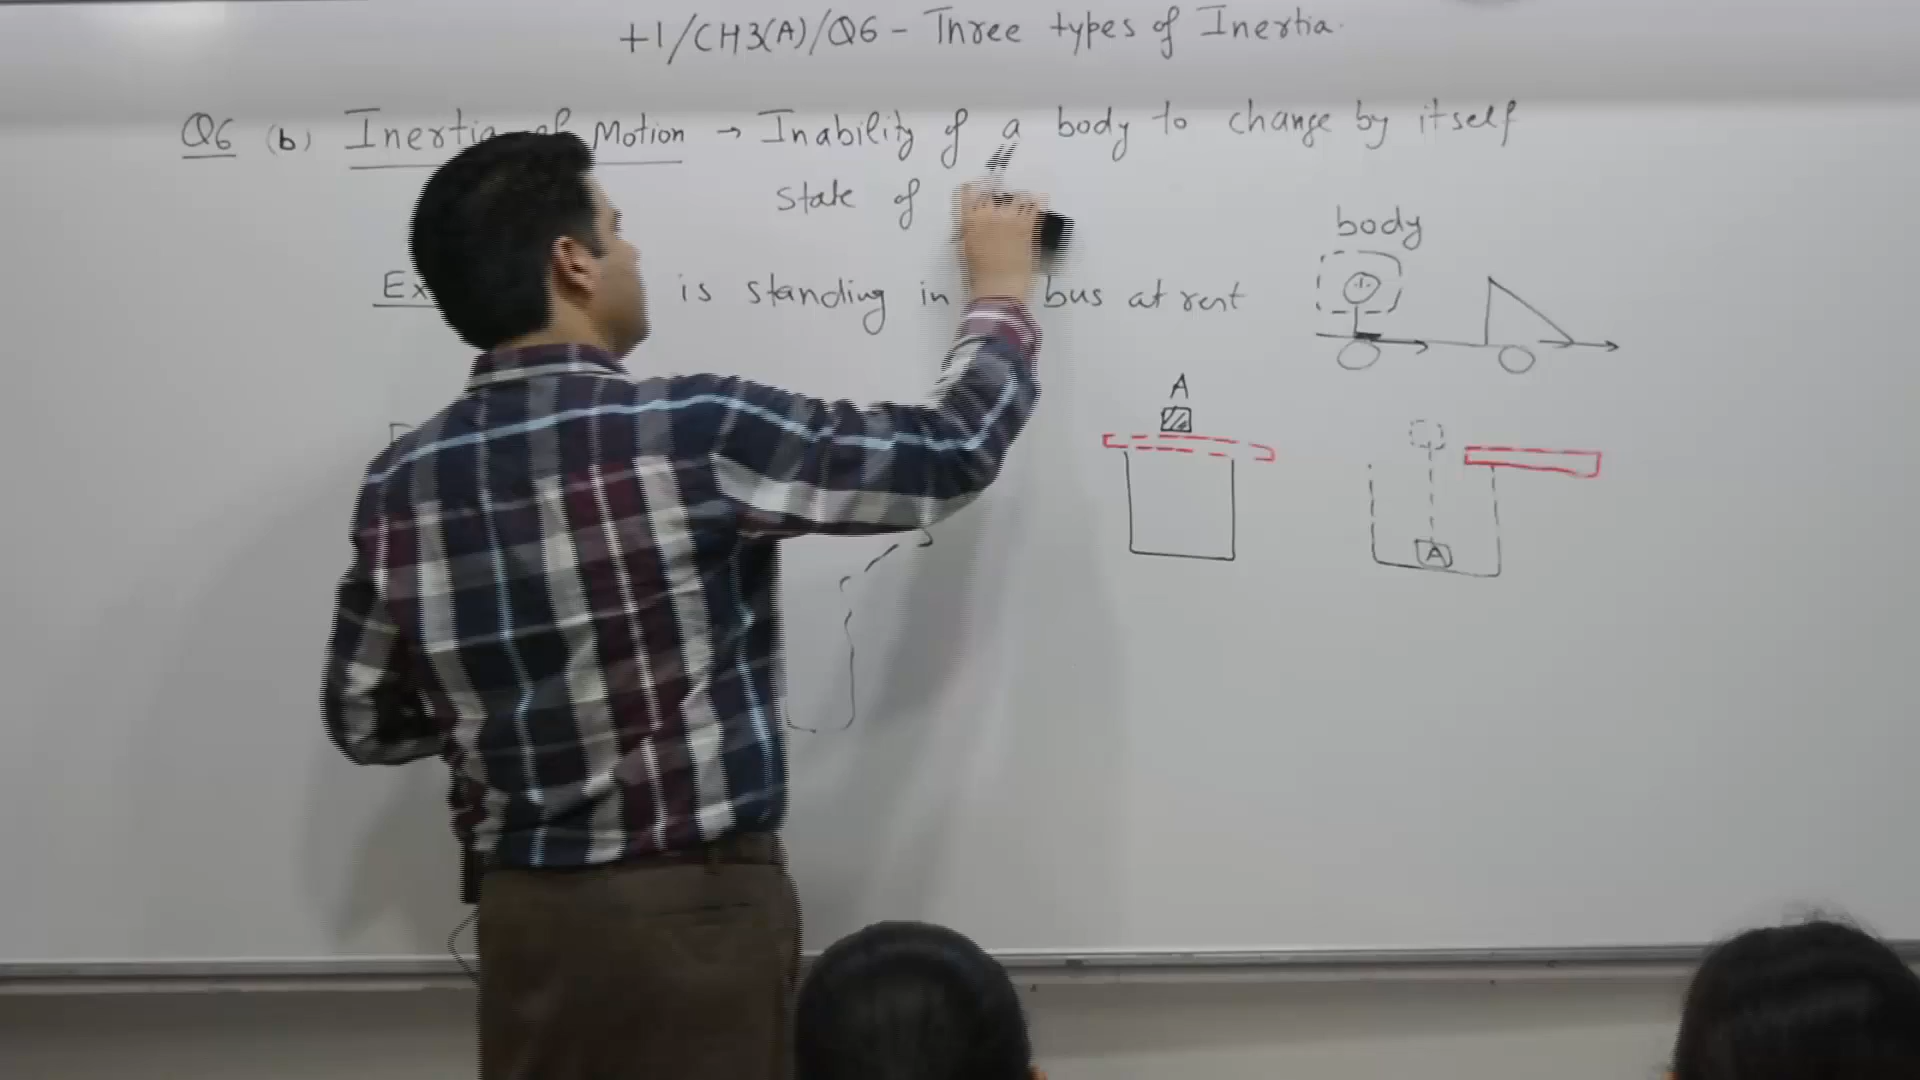 +1/CH3(A)/Q6 - Three types of Inertia.
Q6 (b) Inertia of Motion → Inability of a body to change by itself
state of
body
Ex is standing in bus at rent
A
A